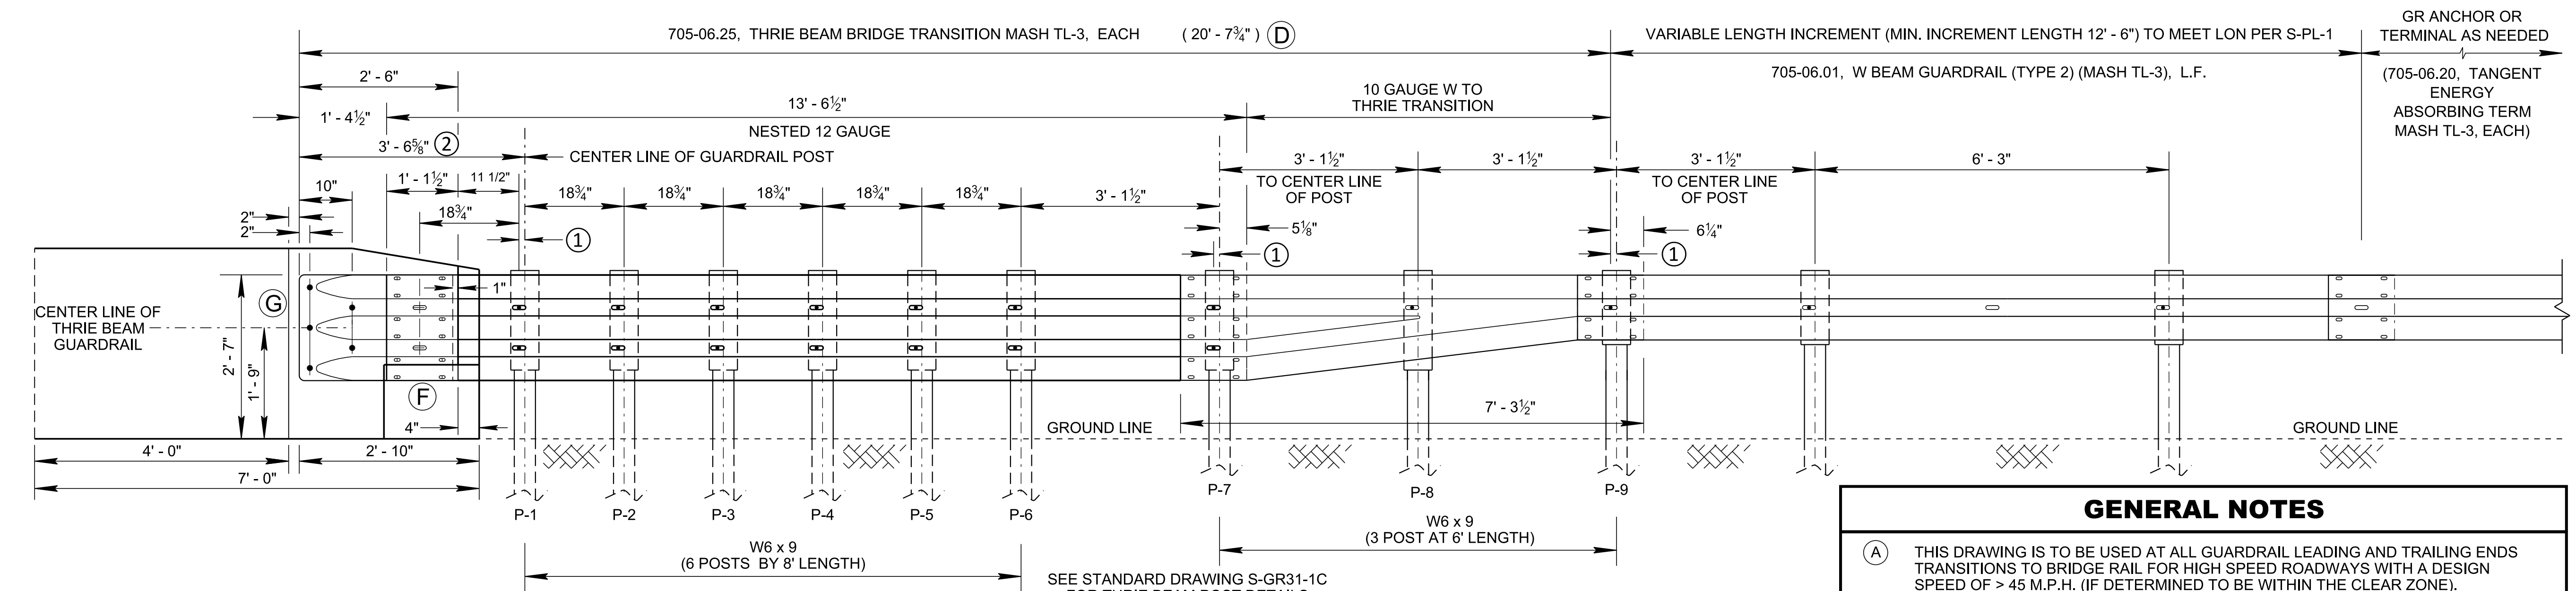 705-06.25, THRIE BEAM BRIDGE TRANSITION MASH TL-3, EACH ( 20' - 7¾" ) D
VARIABLE LENGTH INCREMENT (MIN. INCREMENT LENGTH 12' - 6") TO MEET LON PER S-PL-1
GR ANCHOR OR
TERMINAL AS NEEDED
705-06.01, W BEAM GUARDRAIL (TYPE 2) (MASH TL-3), L.F.
(705-06.20, TANGENT
ENERGY
ABSORBING TERM
MASH TL-3, EACH)
2' - 6"
13' - 6½"
10 GAUGE W TO
THRIE TRANSITION
1' - 4½"
NESTED 12 GAUGE
3' - 6⅝" 2
CENTER LINE OF GUARDRAIL POST
3' - 1½"
3' - 1½"
3' - 1½"
6' - 3"
TO CENTER LINE
OF POST
TO CENTER LINE
OF POST
10"
1' - 1½"
11 1/2"
18¾"
18¾"
18¾"
18¾"
18¾"
3' - 1½"
18¾"
2"
2"
1
5⅛"
1
6¼"
1
1"
G
CENTER LINE OF
THRIE BEAM
GUARDRAIL
2' - 7"
1' - 9"
F
4"
7' - 3½"
GROUND LINE
GROUND LINE
4' - 0"
2' - 10"
7' - 0"
P-1
P-2
P-3
P-4
P-5
P-6
P-7
P-8
P-9
W6 x 9
(6 POSTS BY 8' LENGTH)
W6 x 9
(3 POST AT 6' LENGTH)
SEE STANDARD DRAWING S-GR31-1C
FOR THRIE BEAM POST DETAILS
GENERAL NOTES
A THIS DRAWING IS TO BE USED AT ALL GUARDRAIL LEADING AND TRAILING ENDS
TRANSITIONS TO BRIDGE RAIL FOR HIGH SPEED ROADWAYS WITH A DESIGN
SPEED OF > 45 M.P.H. (IF DETERMINED TO BE WITHIN THE CLEAR ZONE).